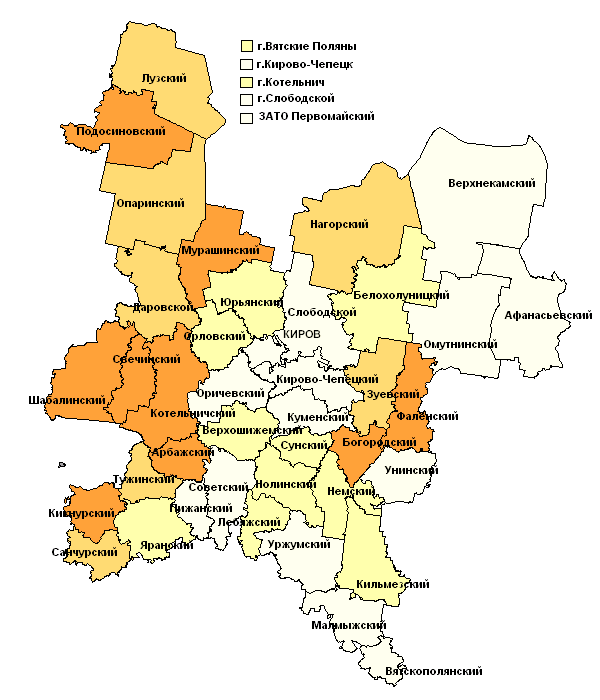 г.Вятские Поляны
г.Кирово-Чепецк
г.Котельнич
г.Слободской
ЗАТО Первомайский
Лузский
Подосиновский
Опаринский
Верхнекамский
Нагорский
Мурашинский
Юрьянский
Белохолуницкий
Даровской
Слободской
Афанасьевский
Орловский
КИРОВ
Омутнинский
Свечинский
Кирово-Чепецкий
Оричевский
Зуевский
Шабалинский
Котельничский
Куменский
Фаленский
Верхошижемский
Сунский
Богородский
Арбажский
Унинский
Тужинский
Советский
Нолинский
Немский
Кикнурский
Пижанский
Лебяжский
Яранский
Уржумский
Санчурский
Кильмезский
Малмыжский
Вятскополянский